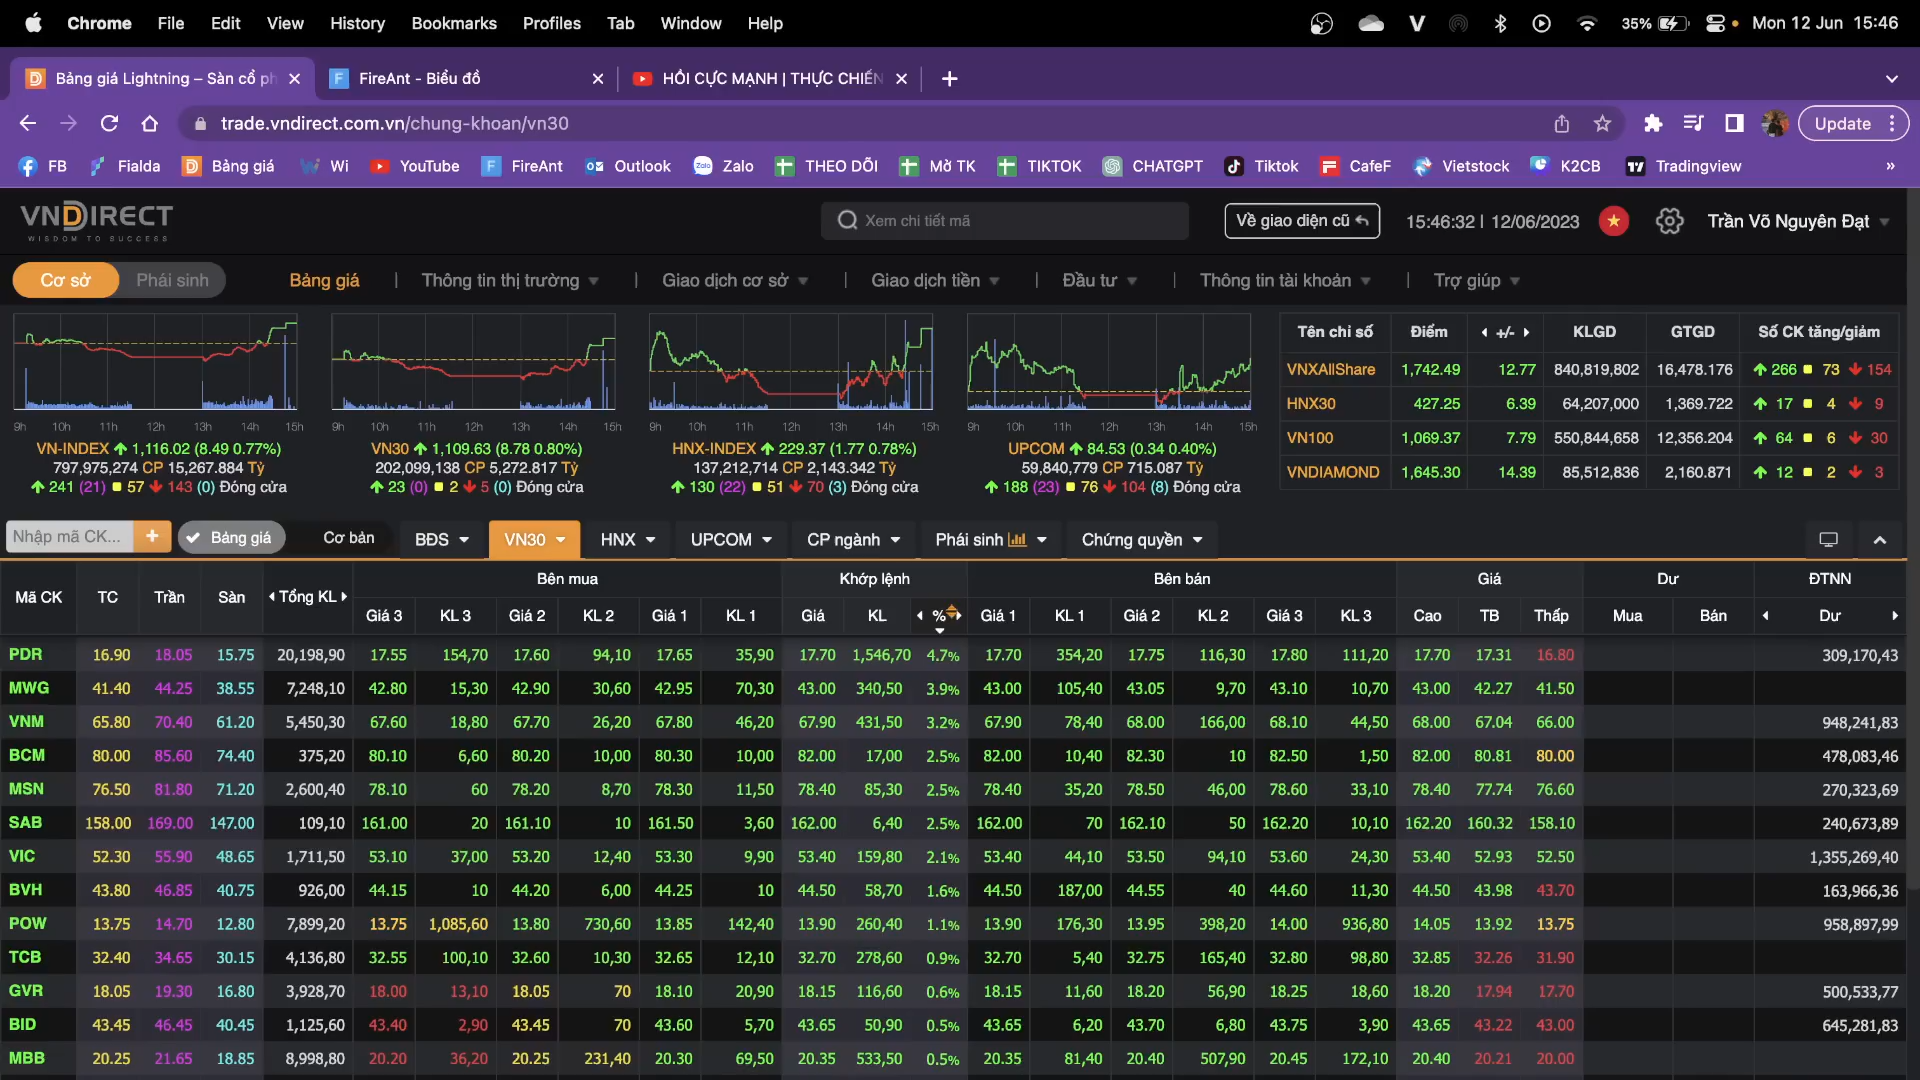 Chrome File Edit View History Bookmarks Profiles Tab Window Help 35% Mon 12 Jun 15:46
Bảng giá Lightning – Sàn cổ ph FireAnt - Biểu đồ HỒI CỰC MẠNH | THỰC CHIẾN
trade.vndirect.com.vn/chung-khoan/vn30 Update
FB Fialda Bảng giá Wi YouTube FireAnt Outlook Zalo THEO DÕI Mở TK TIKTOK CHATGPT Tiktok CafeF Vietstock K2CB Tradingview »
VNDIRECT
WISDOM TO SUCCESS
Xem chi tiết mã Về giao diện cũ 15:46:32 | 12/06/2023 Trần Võ Nguyên Đạt
Cơ sở Phái sinh Bảng giá | Thông tin thị trường | Giao dịch cơ sở | Giao dịch tiền | Đầu tư | Thông tin tài khoản | Trợ giúp
9h 10h 11h 12h 13h 14h 15h
VN-INDEX 1,116.02 (8.49 0.77%)
797,975,274 CP 15,267.884 Tỷ
241 (21) 57 143 (0) Đóng cửa
9h 10h 11h 12h 13h 14h 15h
VN30 1,109.63 (8.78 0.80%)
202,099,138 CP 5,272.817 Tỷ
23 (0) 2 5 (0) Đóng cửa
9h 10h 11h 12h 13h 14h 15h
HNX-INDEX 229.37 (1.77 0.78%)
137,212,714 CP 2,143.342 Tỷ
130 (22) 51 70 (3) Đóng cửa
9h 10h 11h 12h 13h 14h 15h
UPCOM 84.53 (0.34 0.40%)
59,840,779 CP 715.087 Tỷ
188 (23) 76 104 (8) Đóng cửa
Tên chỉ số Điểm +/- KLGD GTGD Số CK tăng/giảm
VNXAllShare 1,742.49 12.77 840,819,802 16,478.176 266 73 154
HNX30 427.25 6.39 64,207,000 1,369.722 17 4 9
VN100 1,069.37 7.79 550,844,658 12,356.204 64 6 30
VNDIAMOND 1,645.30 14.39 85,512,836 2,160.871 12 2 3
Nhập mã CK... + Bảng giá Cơ bản BĐS VN30 HNX UPCOM CP ngành Phái sinh Chứng quyền
Mã CK TC Trần Sàn Tổng KL Bên mua Khớp lệnh Bên bán Giá Dư ĐTNN
Giá 3 KL 3 Giá 2 KL 2 Giá 1 KL 1 Giá KL % Giá 1 KL 1 Giá 2 KL 2 Giá 3 KL 3 Cao TB Thấp Mua Bán Dư
PDR 16.90 18.05 15.75 20,198,90 17.55 154,70 17.60 94,10 17.65 35,90 17.70 1,546,70 4.7% 17.70 354,20 17.75 116,30 17.80 111,20 17.70 17.31 16.80 309,170,43
MWG 41.40 44.25 38.55 7,248,10 42.80 15,30 42.90 30,60 42.95 70,30 43.00 340,50 3.9% 43.00 105,40 43.05 9,70 43.10 10,70 43.00 42.27 41.50
VNM 65.80 70.40 61.20 5,450,30 67.60 18,80 67.70 26,20 67.80 46,20 67.90 431,50 3.2% 67.90 78,40 68.00 166,00 68.10 44,50 68.00 67.04 66.00 948,241,83
BCM 80.00 85.60 74.40 375,20 80.10 6,60 80.20 10,00 80.30 10,00 82.00 17,00 2.5% 82.00 10,40 82.30 10 82.50 1,50 82.00 80.81 80.00 478,083,46
MSN 76.50 81.80 71.20 2,600,40 78.10 60 78.20 8,70 78.30 11,50 78.40 85,30 2.5% 78.40 35,20 78.50 46,00 78.60 33,10 78.40 77.74 76.60 270,323,69
SAB 158.00 169.00 147.00 109,10 161.00 20 161.10 10 161.50 3,60 162.00 6,40 2.5% 162.00 70 162.10 50 162.20 10,10 162.20 160.32 158.10 240,673,89
VIC 52.30 55.90 48.65 1,711,50 53.10 37,00 53.20 12,40 53.30 9,90 53.40 159,80 2.1% 53.40 44,10 53.50 94,10 53.60 24,30 53.40 52.93 52.50 1,355,269,40
BVH 43.80 46.85 40.75 926,00 44.15 10 44.20 6,00 44.25 10 44.50 58,70 1.6% 44.50 187,00 44.55 40 44.60 11,30 44.50 43.98 43.70 163,966,36
POW 13.75 14.70 12.80 7,899,20 13.75 1,085,60 13.80 730,60 13.85 142,40 13.90 260,40 1.1% 13.90 176,30 13.95 398,20 14.00 936,80 14.05 13.92 13.75 958,897,99
TCB 32.40 34.65 30.15 4,136,80 32.55 100,10 32.60 10,30 32.65 12,10 32.70 278,60 0.9% 32.70 5,40 32.75 165,40 32.80 98,80 32.85 32.26 31.90
GVR 18.05 19.30 16.80 3,928,70 18.00 13,10 18.05 70 18.10 20,90 18.15 116,60 0.6% 18.15 11,60 18.20 56,90 18.25 18,60 18.20 17.94 17.70 500,533,77
BID 43.45 46.45 40.45 1,125,60 43.40 2,90 43.45 70 43.60 5,70 43.65 50,90 0.5% 43.65 6,20 43.70 6,80 43.75 3,90 43.65 43.22 43.00 645,281,83
MBB 20.25 21.65 18.85 8,998,80 20.20 36,20 20.25 231,40 20.30 69,50 20.35 533,50 0.5% 20.35 81,40 20.40 507,90 20.45 172,10 20.40 20.21 20.00